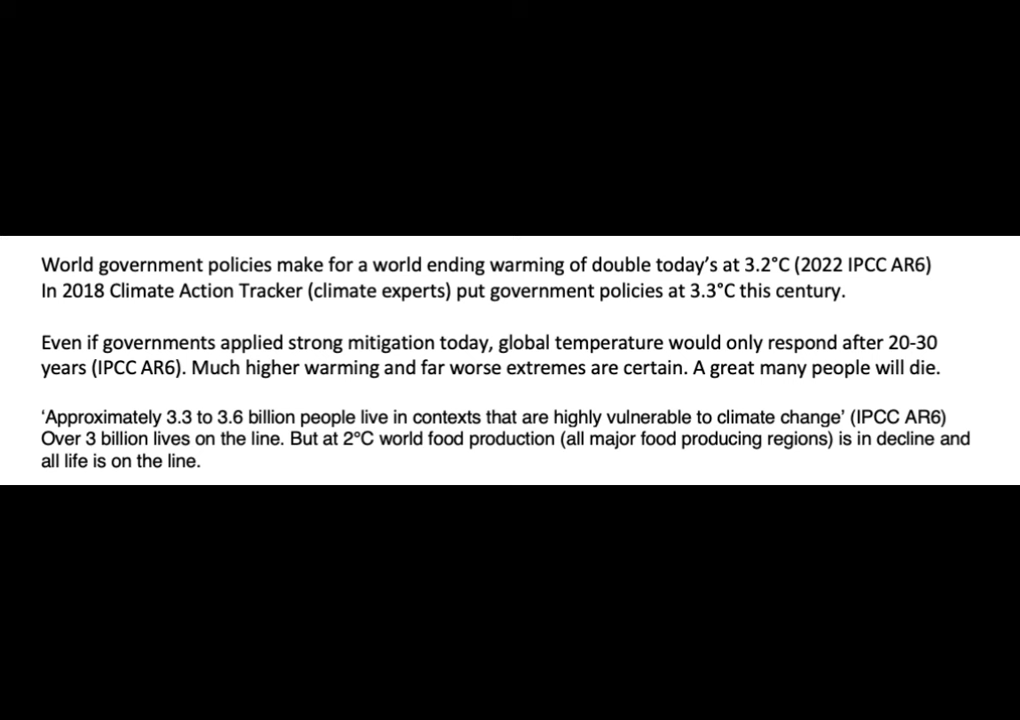 World government policies make for a world ending warming of double today's at 3.2°C (2022 IPCC AR6)
In 2018 Climate Action Tracker (climate experts) put government policies at 3.3°C this century.
Even if governments applied strong mitigation today, global temperature would only respond after 20-30
years (IPCC AR6). Much higher warming and far worse extremes are certain. A great many people will die.
‘Approximately 3.3 to 3.6 billion people live in contexts that are highly vulnerable to climate change’ (IPCC AR6)
Over 3 billion lives on the line. But at 2°C world food production (all major food producing regions) is in decline and
all life is on the line.